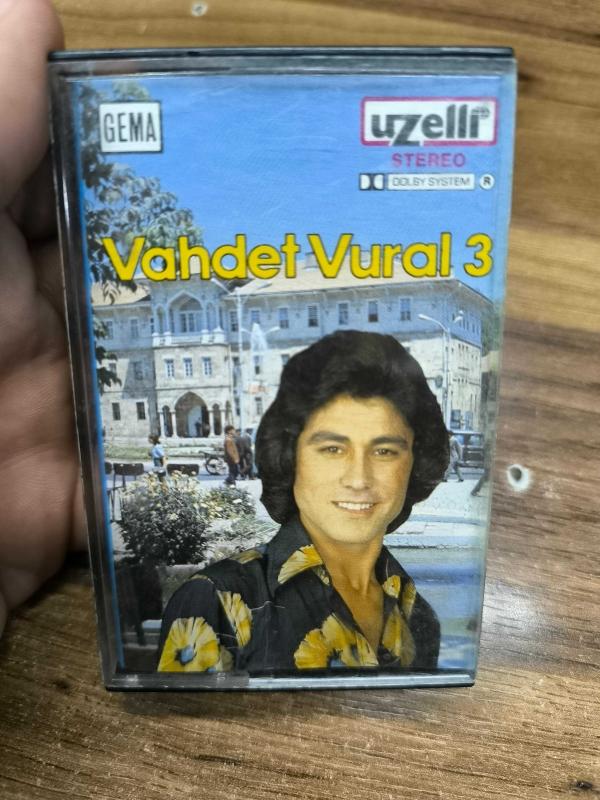 GEMA
uzelli
STEREO
DOLBY SYSTEM ®
Vahdet Vural 3